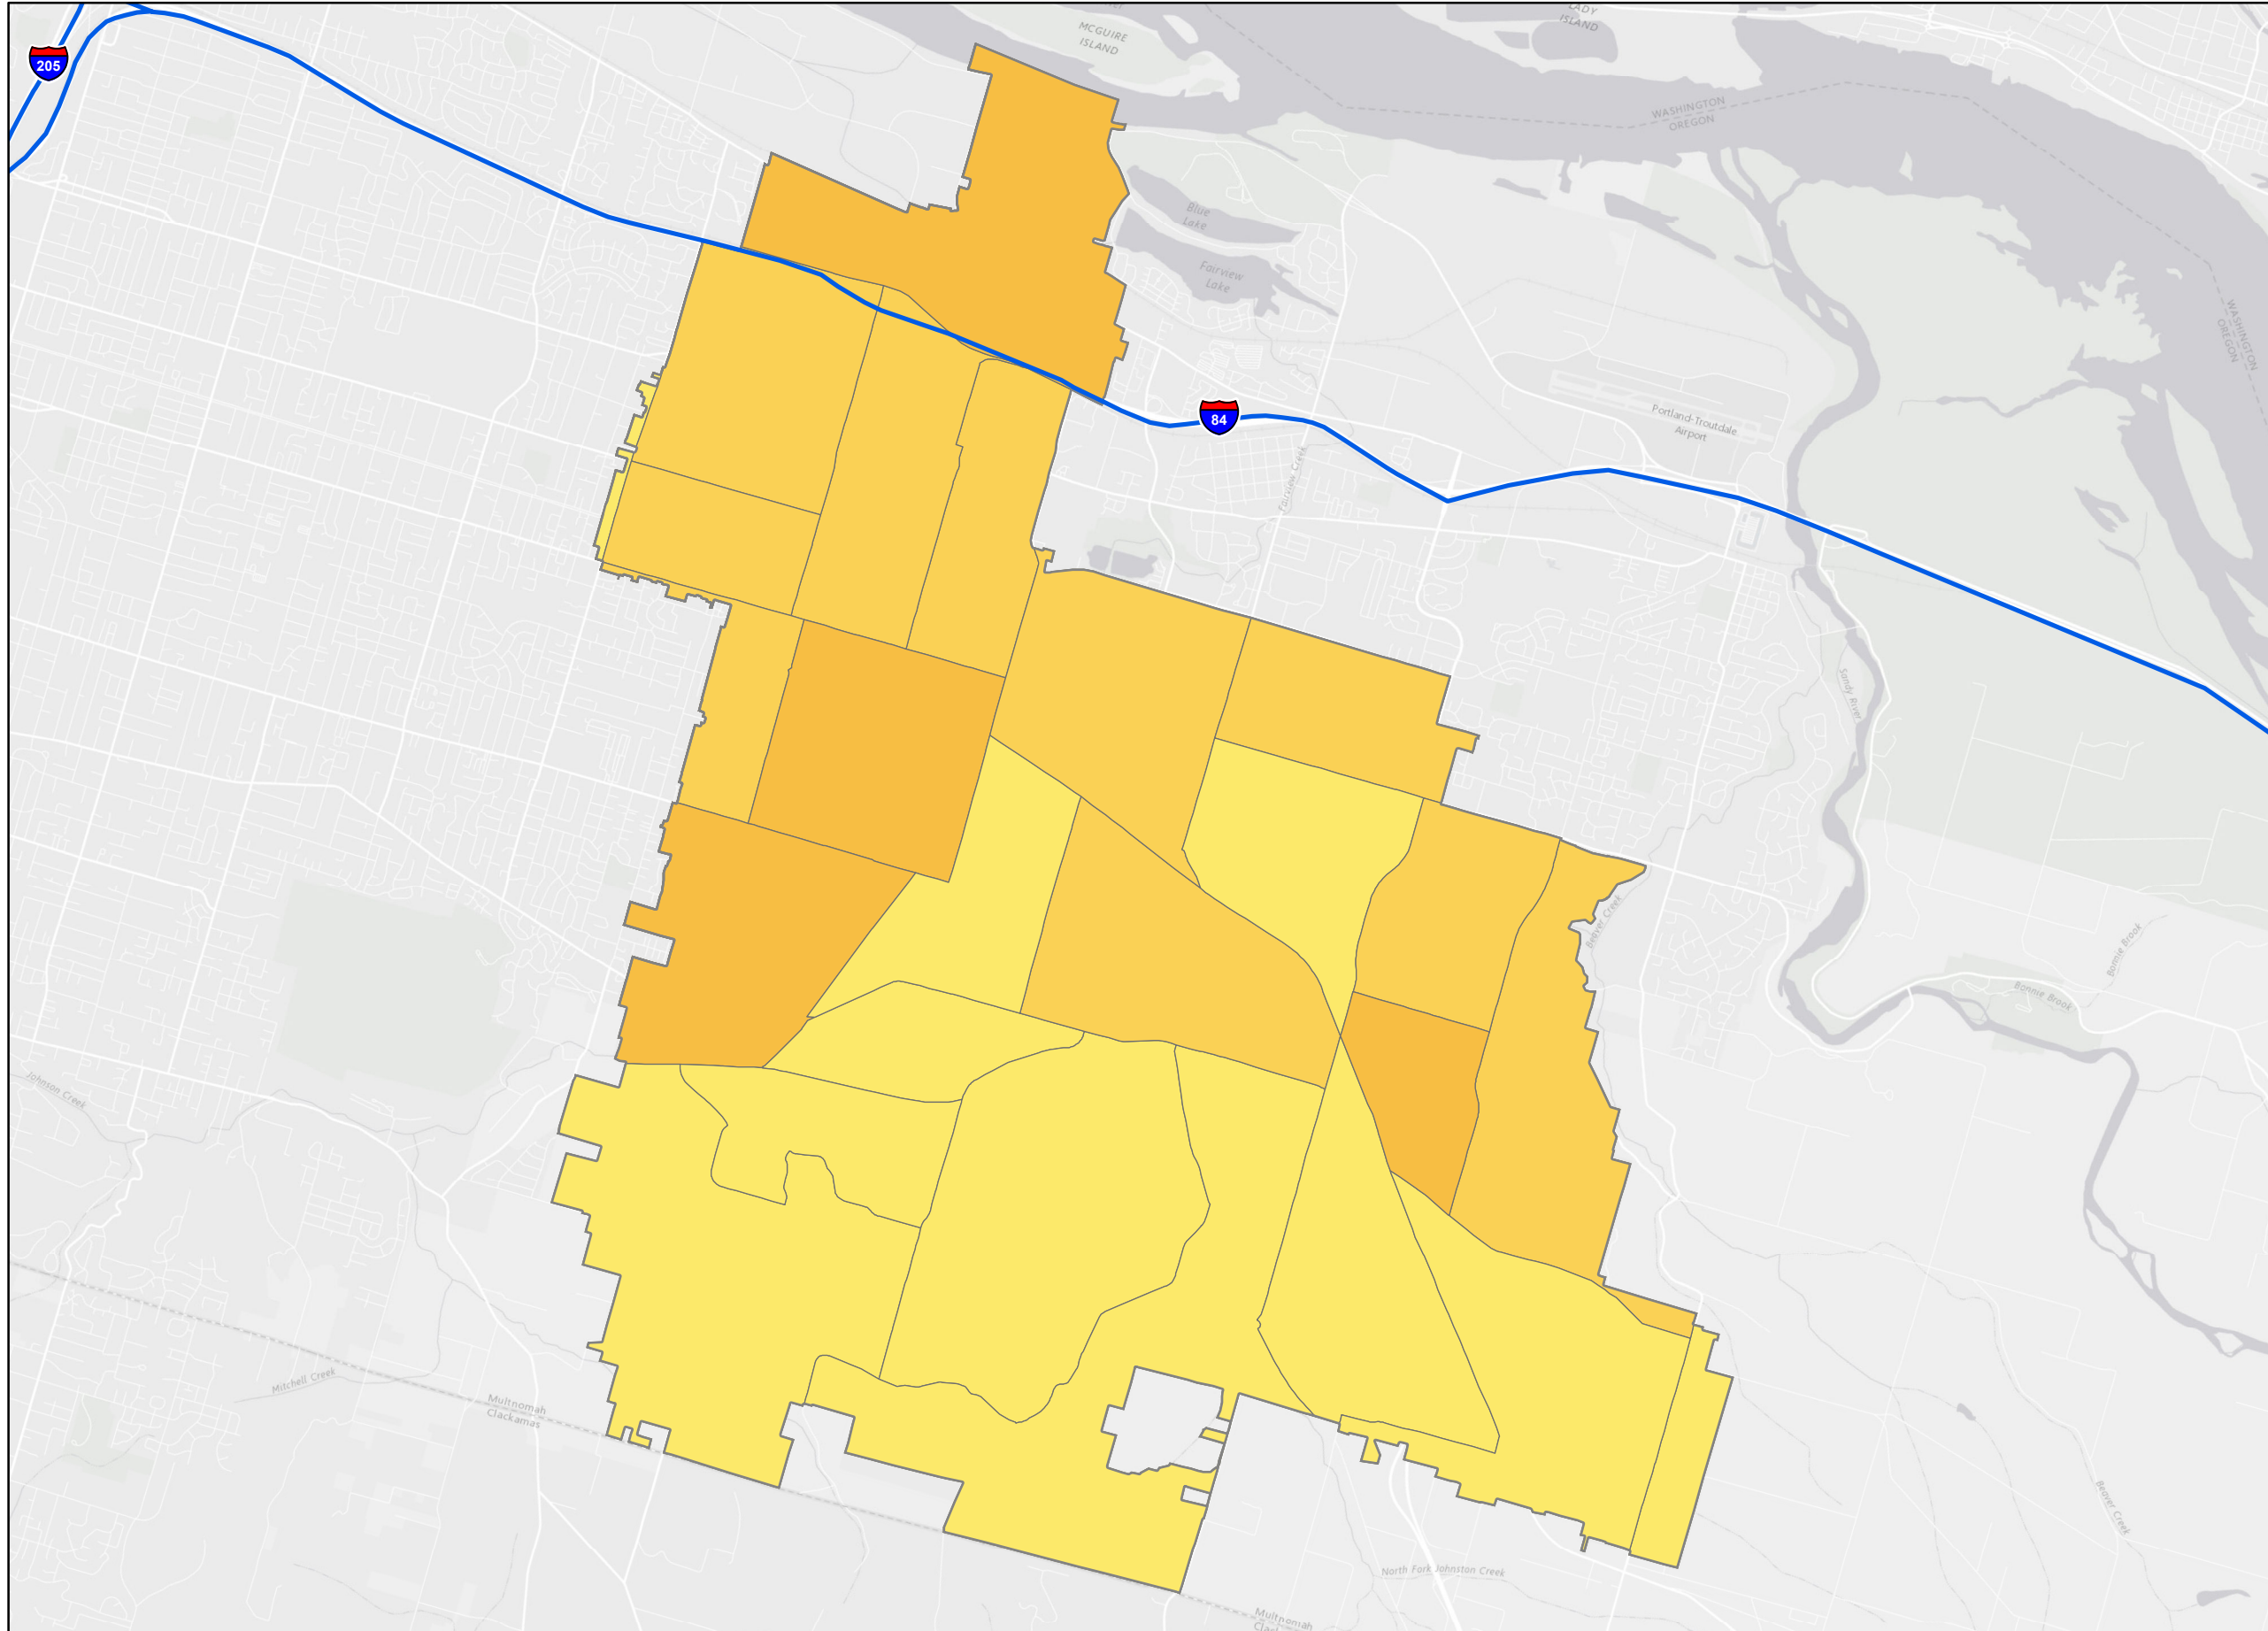 LADY
ISLAND
MCGUIRE
ISLAND
205
WASHINGTON
OREGON
Blue
Lake
Fairview
Lake
WASHINGTON
OREGON
84
Portland-Troutdale
Airport
Fairview Creek
Sandy River
Beaver Creek
Bonnie Brook
Bonnie Brook
Johnson Creek
Mitchell Creek
Multnomah
Clackamas
Beaver Creek
North Fork Johnston Creek
Multnomah